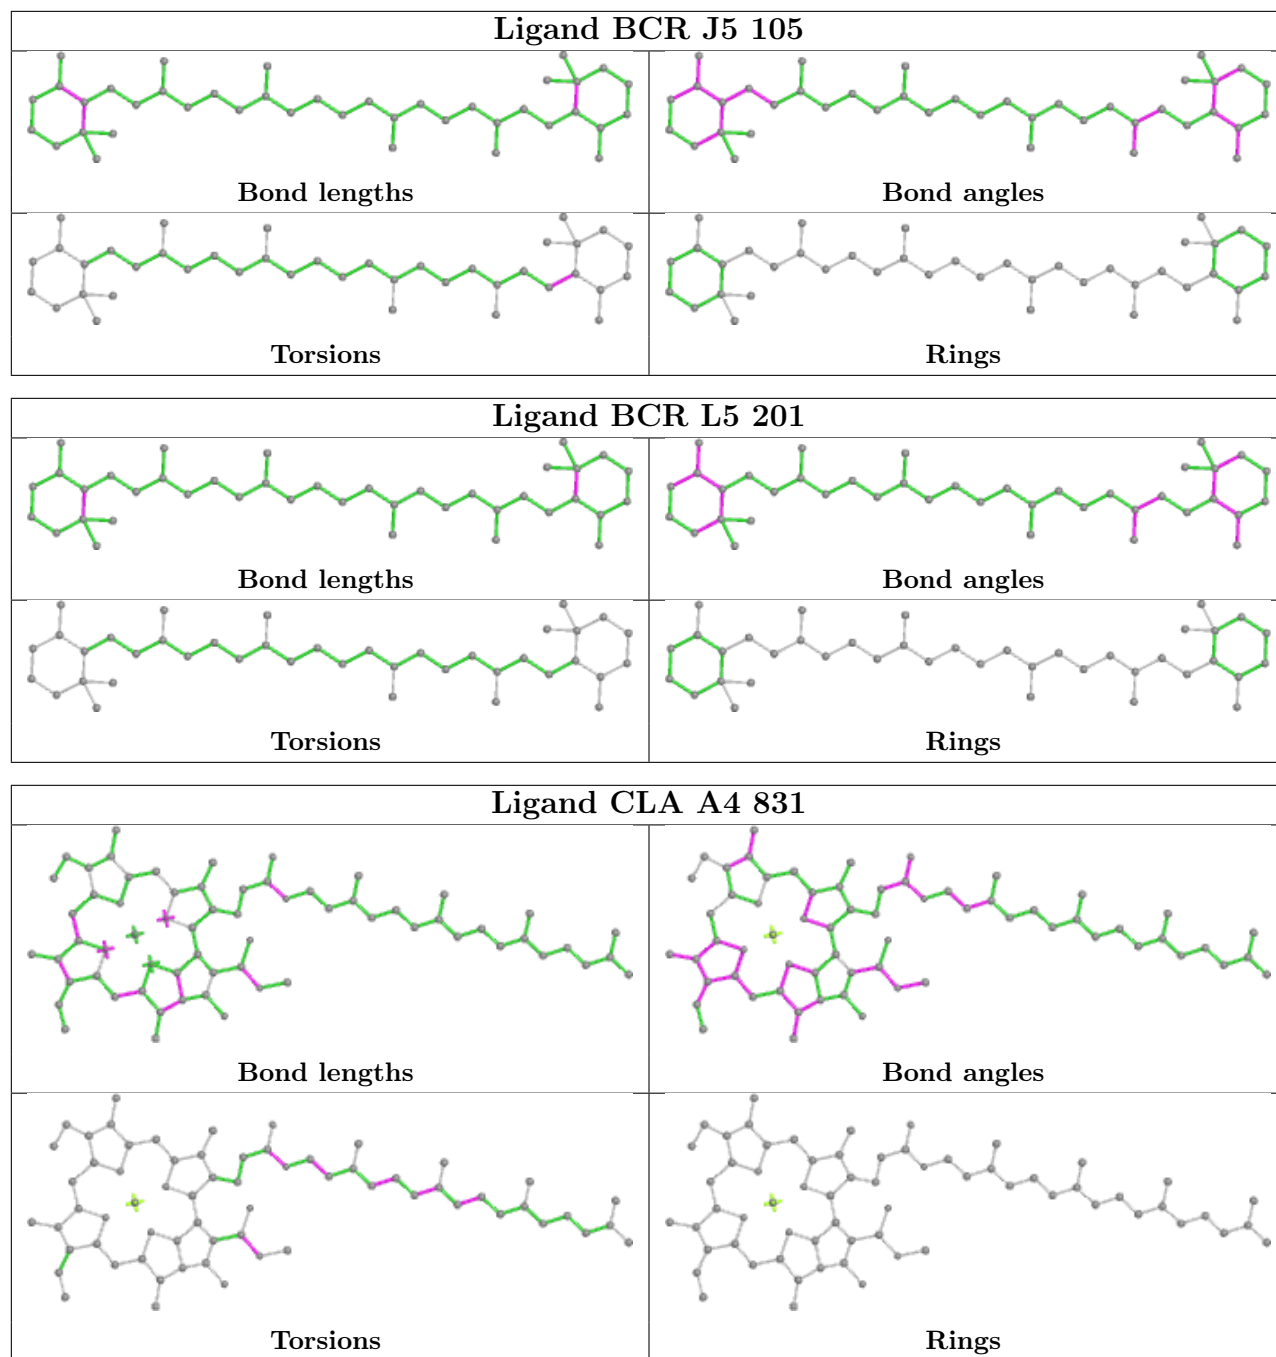 Ligand BCR J5 105
Bond lengths
Bond angles
Torsions
Rings
Ligand BCR L5 201
Bond lengths
Bond angles
Torsions
Rings
Ligand CLA A4 831
Bond lengths
Bond angles
Torsions
Rings